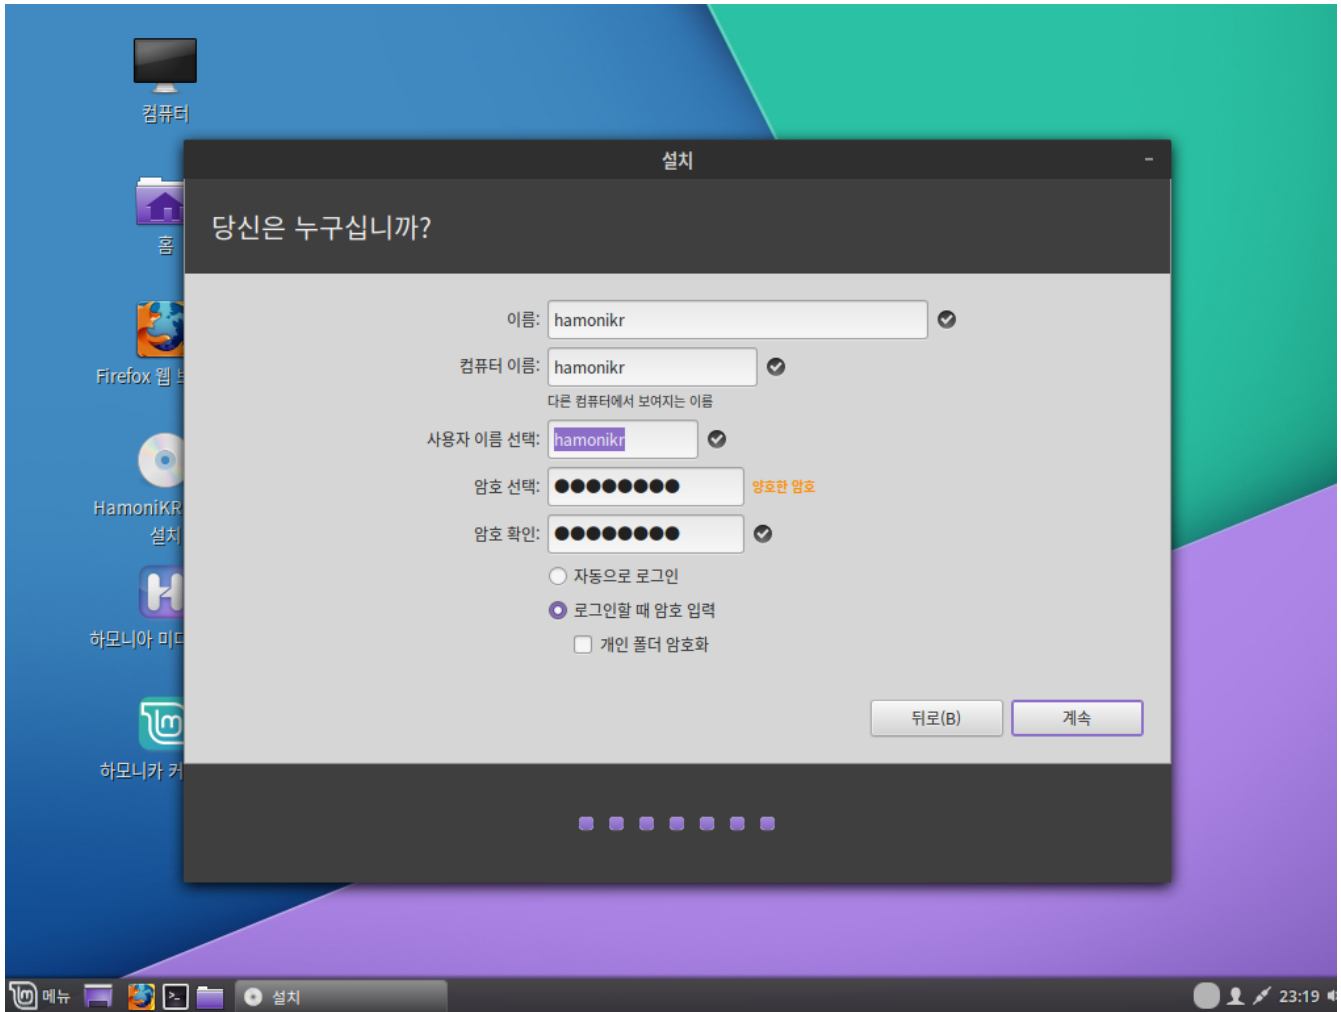 컴퓨터
홈
Firefox 웹
HamoniKR
설치
하모니아
하모니카
설치
당신은 누구십니까?
이름: hamonikr
컴퓨터 이름: hamonikr
다른 컴퓨터에서 보여지는 이름
사용자 이름 선택: hamonikr
암호 선택: ●●●●●●●● 양호한 암호
암호 확인: ●●●●●●●●
자동으로 로그인
로그인할 때 암호 입력
개인 폴더 암호화
뒤로(B) 계속
메뉴 설치 23:19